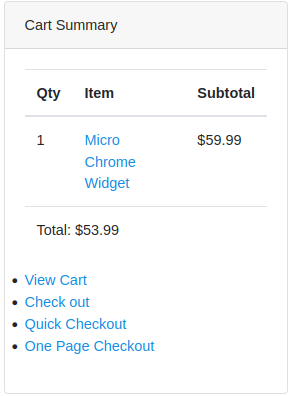 Cart Summary
Qty Item Subtotal
1 Micro $59.99
Chrome
Widget
Total: $53.99
View Cart
Check out
Quick Checkout
One Page Checkout